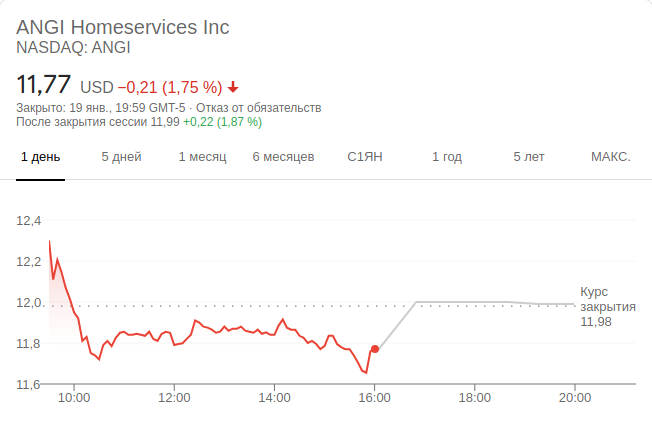 ANGI Homeservices Inc
NASDAQ: ANGI
11,77 USD −0,21 (1,75 %)
Закрыто: 19 янв., 19:59 GMT-5 · Отказ от обязательств
После закрытия сессии 11,99 +0,22 (1,87 %)
1 день 5 дней 1 месяц 6 месяцев С1ЯН 1 год 5 лет МАКС.
12,4
12,2
12,0
11,8
11,6
Курс
закрытия
11,98
10:00 12:00 14:00 16:00 18:00 20:00